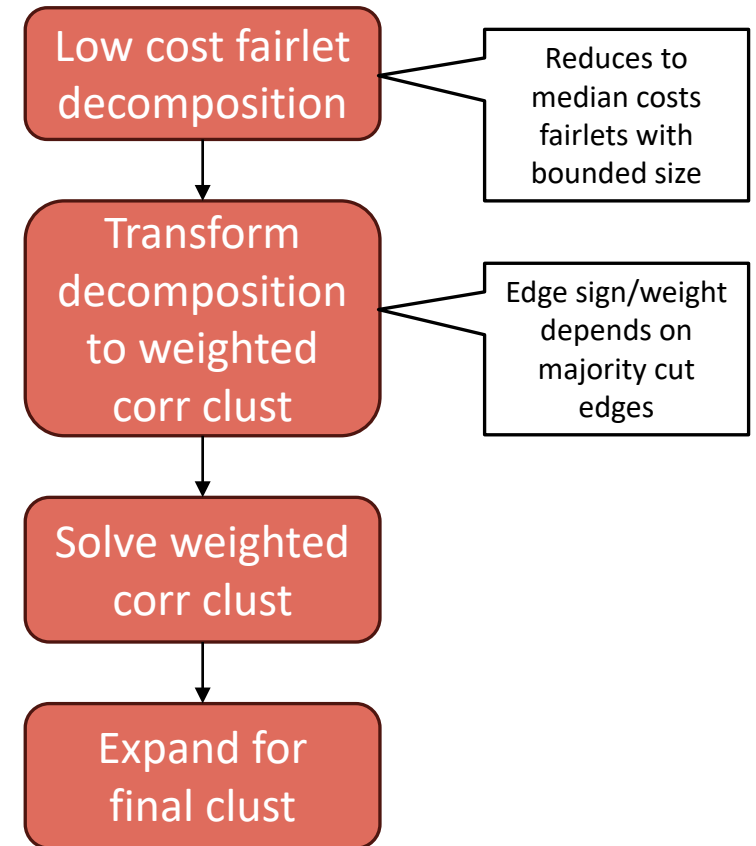 Low cost fairlet
decomposition
Reduces to
median costs
fairlets with
bounded size
Transform
decomposition
to weighted
corr clust
Edge sign/weight
depends on
majority cut
edges
Solve weighted
corr clust
Expand for
final clust